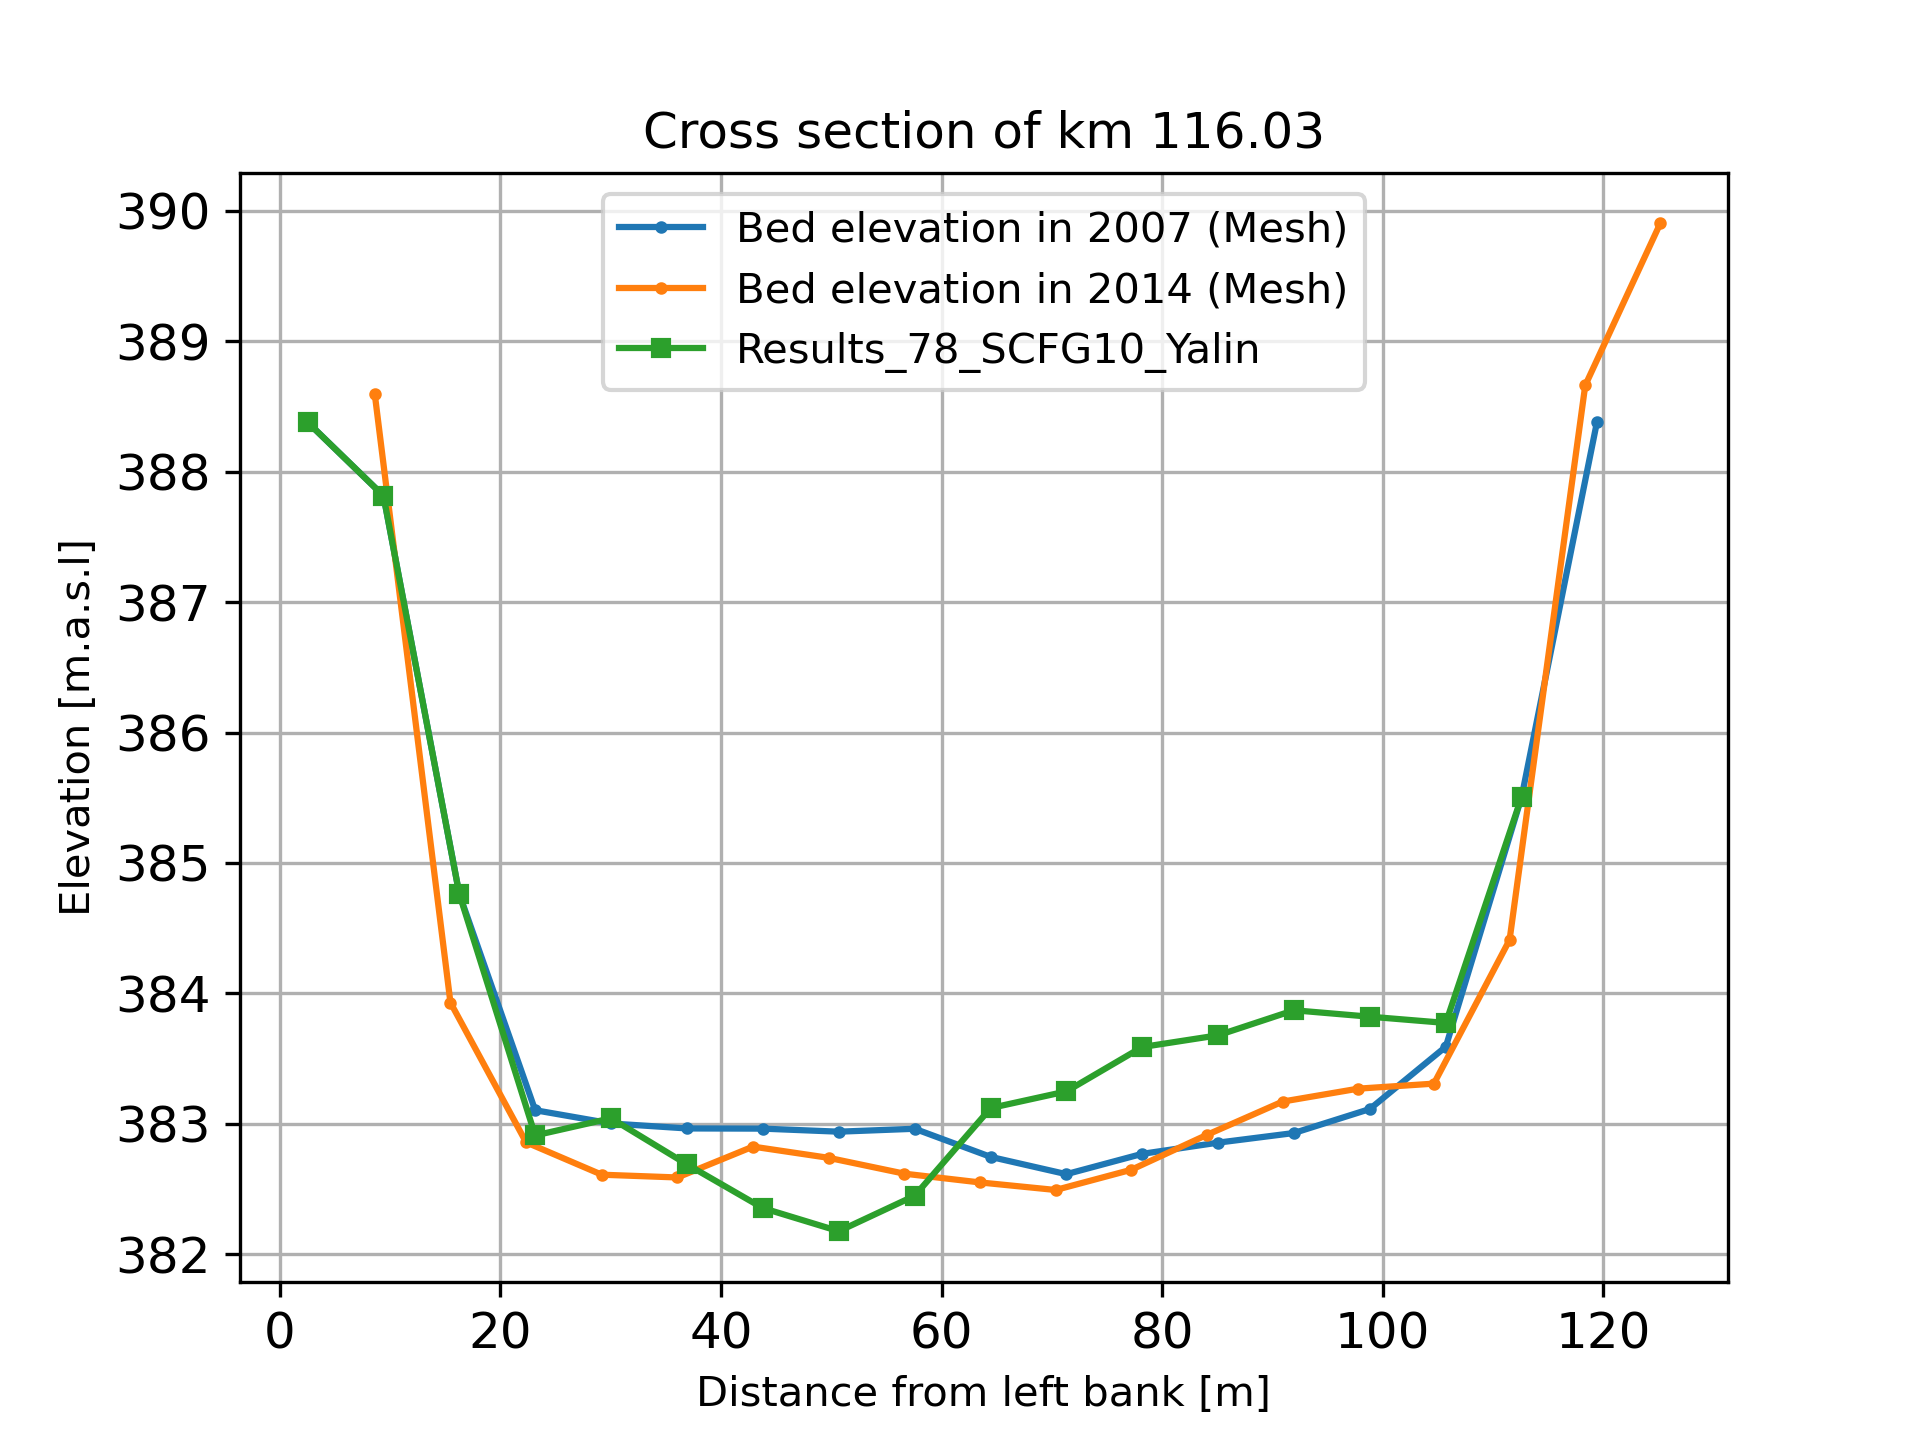 Cross section of km 116.03
Bed elevation in 2007 (Mesh)
Bed elevation in 2014 (Mesh)
Results_78_SCFG10_Yalin
390
389
388
387
386
385
384
383
382
Elevation [m.a.s.l]
0 20 40 60 80 100 120
Distance from left bank [m]